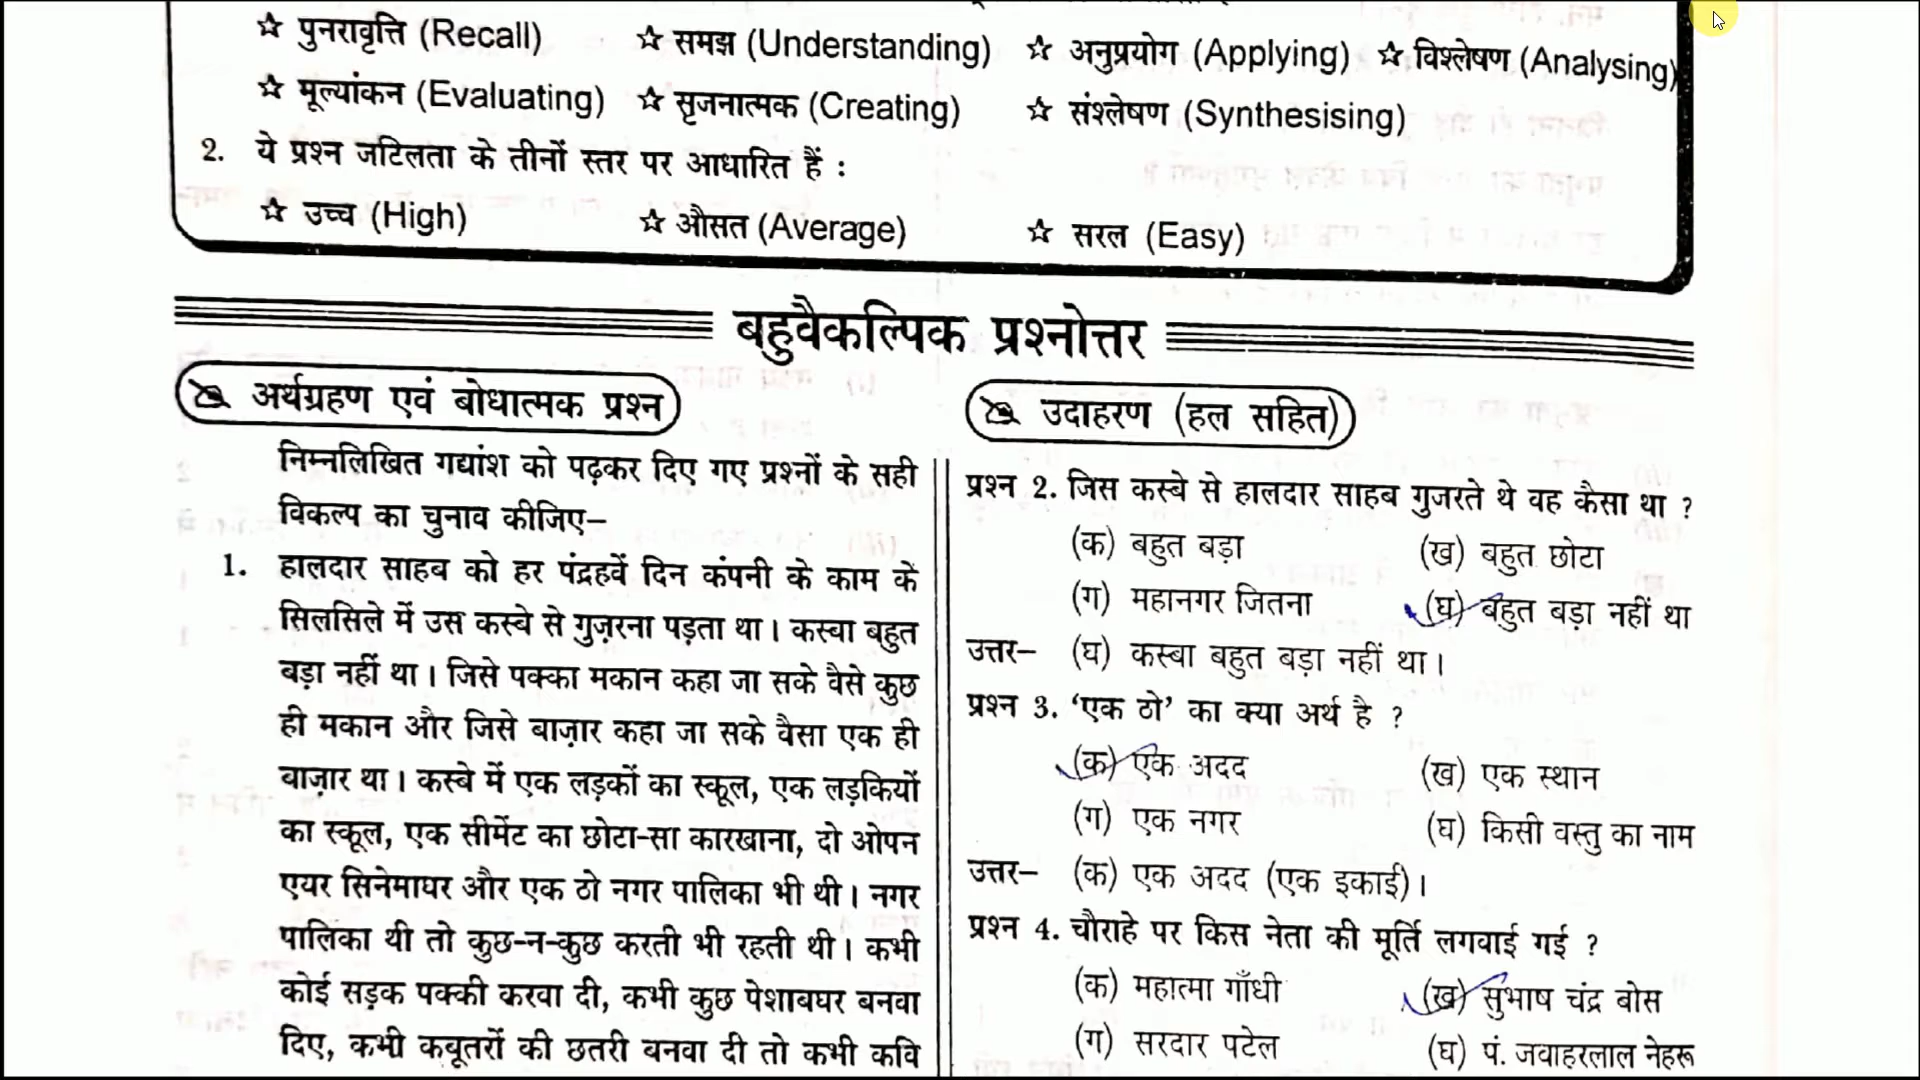 ☆ पुनरावृत्ति (Recall) ☆ समझ (Understanding) ☆ अनुप्रयोग (Applying) ☆ विश्लेषण (Analysing)
☆ मूल्यांकन (Evaluating) ☆ सृजनात्मक (Creating) ☆ संश्लेषण (Synthesising)
2. ये प्रश्न जटिलता के तीनों स्तर पर आधारित हैं :
☆ उच्च (High) ☆ औसत (Average) ☆ सरल (Easy)
बहुवैकल्पिक प्रश्नोत्तर
अर्थग्रहण एवं बोधात्मक प्रश्न
निम्नलिखित गद्यांश को पढ़कर दिए गए प्रश्नों के सही
विकल्प का चुनाव कीजिए–
1. हालदार साहब को हर पंद्रहवें दिन कंपनी के काम के
सिलसिले में उस कस्बे से गुज़रना पड़ता था। कस्बा बहुत
बड़ा नहीं था। जिसे पक्का मकान कहा जा सके वैसे कुछ
ही मकान और जिसे बाज़ार कहा जा सके वैसा एक ही
बाज़ार था। कस्बे में एक लड़कों का स्कूल, एक लड़कियों
का स्कूल, एक सीमेंट का छोटा-सा कारखाना, दो ओपन
एयर सिनेमाघर और एक ठो नगर पालिका भी थी। नगर
पालिका थी तो कुछ-न-कुछ करती भी रहती थी। कभी
कोई सड़क पक्की करवा दी, कभी कुछ पेशाबघर बनवा
दिए, कभी कबूतरों की छतरी बनवा दी तो कभी कवि
उदाहरण (हल सहित)
प्रश्न 2. जिस कस्बे से हालदार साहब गुजरते थे वह कैसा था ?
(क) बहुत बड़ा (ख) बहुत छोटा
(ग) महानगर जितना (घ) बहुत बड़ा नहीं था
उत्तर– (घ) कस्बा बहुत बड़ा नहीं था।
प्रश्न 3. ‘एक ठो’ का क्या अर्थ है ?
(क) एक अदद (ख) एक स्थान
(ग) एक नगर (घ) किसी वस्तु का नाम
उत्तर– (क) एक अदद (एक इकाई)।
प्रश्न 4. चौराहे पर किस नेता की मूर्ति लगवाई गई ?
(क) महात्मा गाँधी (ख) सुभाष चंद्र बोस
(ग) सरदार पटेल (घ) पं. जवाहरलाल नेहरू